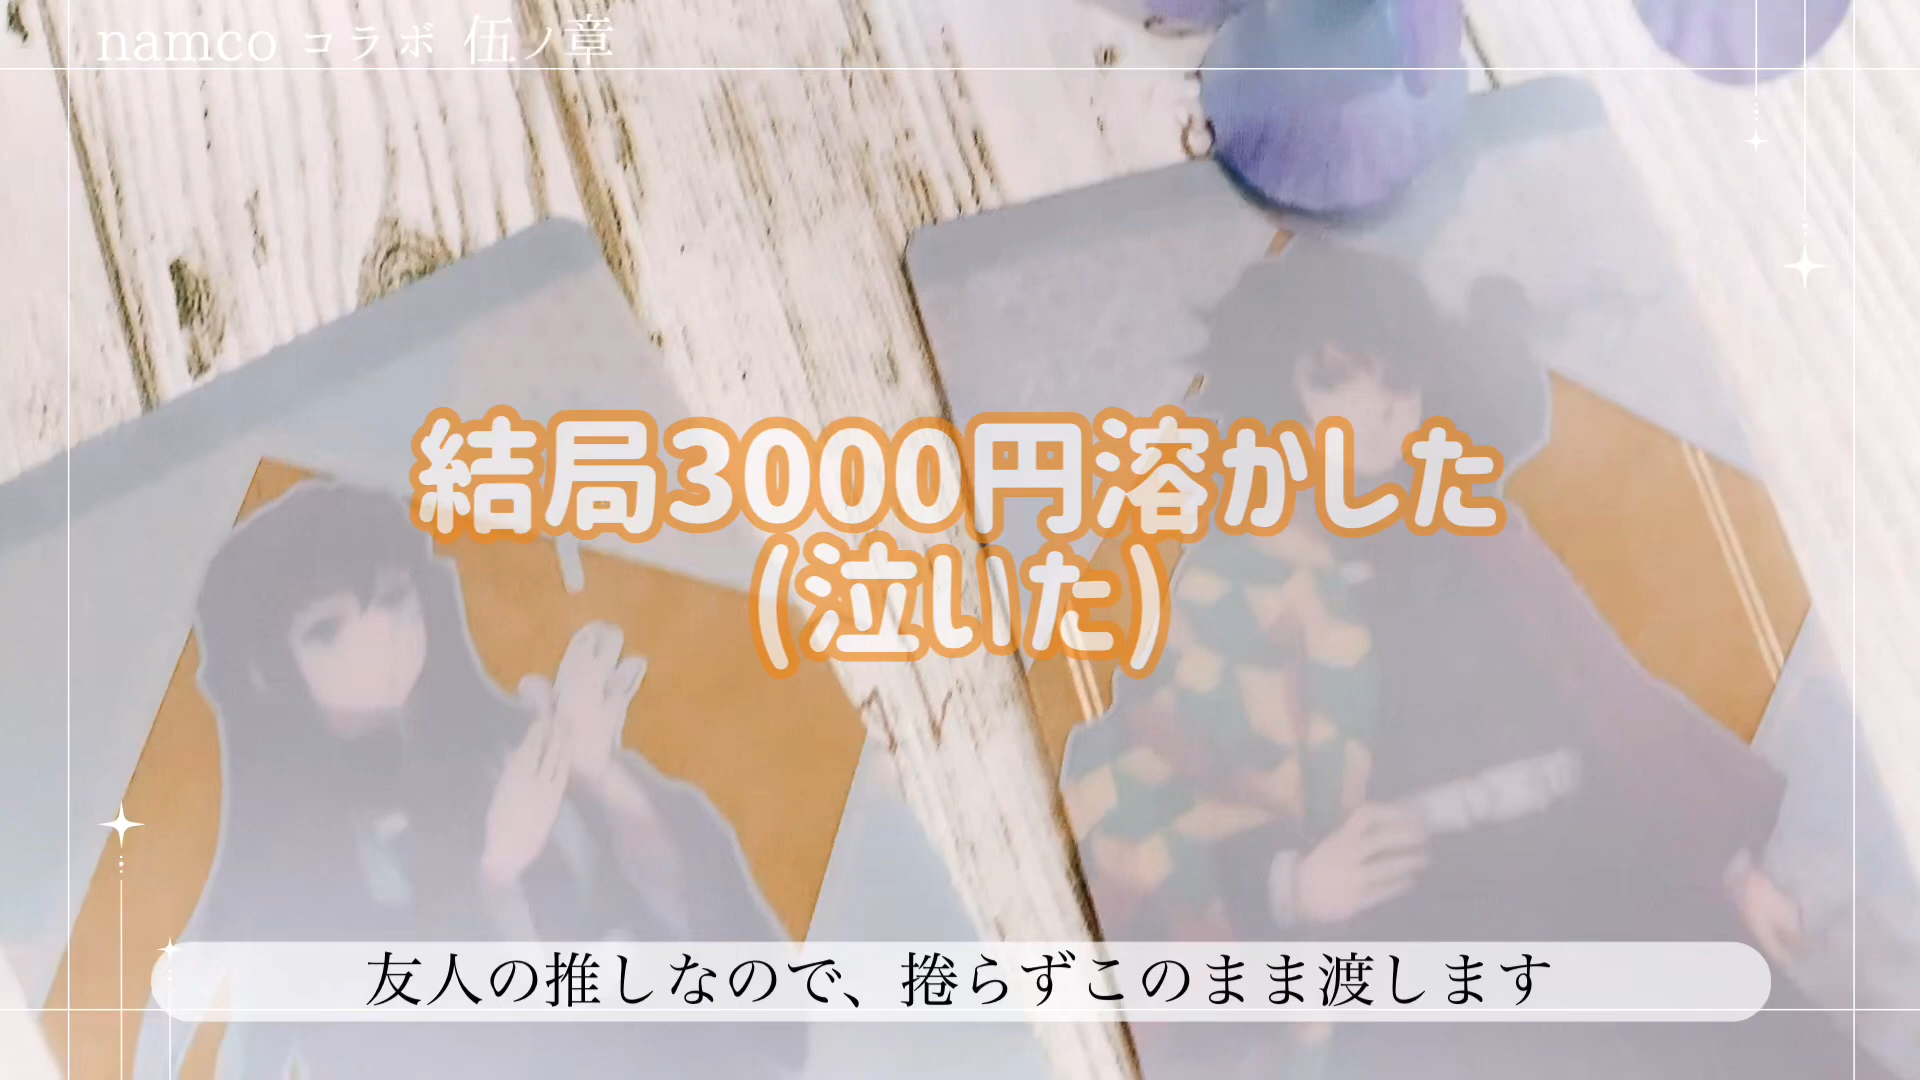 namco コラボ 伍ノ章
結局3000円溶かした
(泣いた)
友人の推しなので、捲らずこのまま渡します